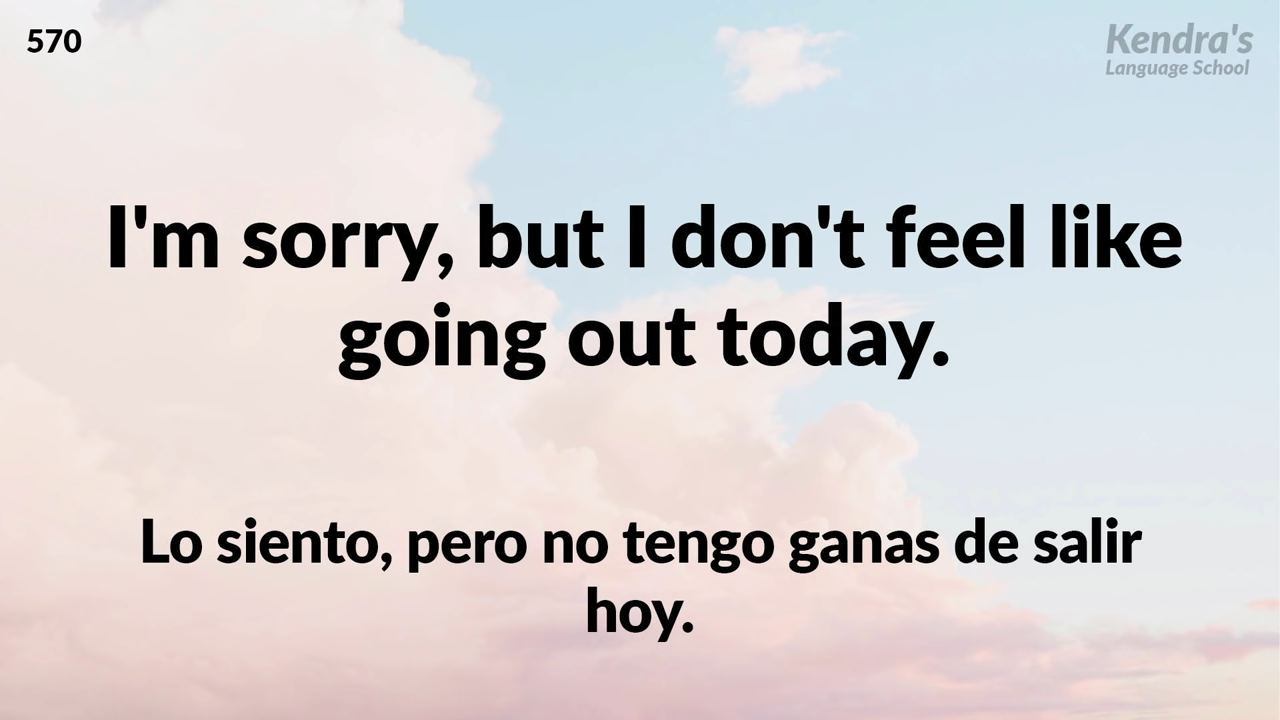 570
Kendra's
Language School
I'm sorry, but I don't feel like
going out today.
Lo siento, pero no tengo ganas de salir
hoy.